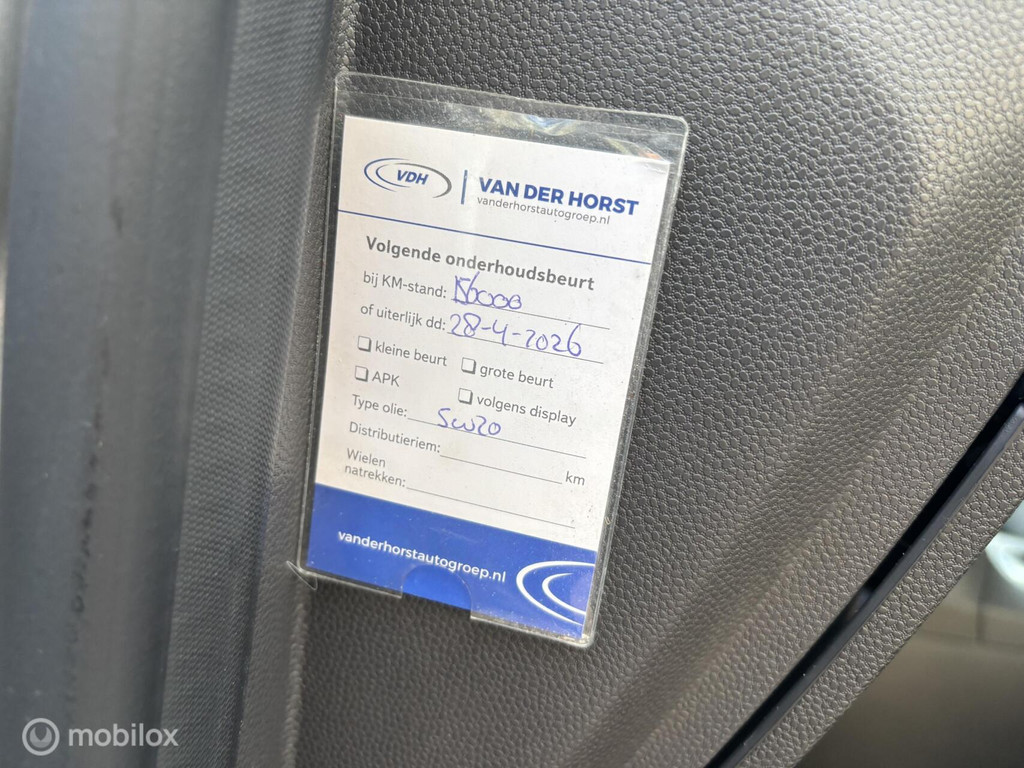 VDH
VAN DER HORST
vanderhorstautogroep.nl
Volgende onderhoudsbeurt
bij KM-stand:
of uiterlijk dd: 28-4-2026
kleine beurt
grote beurt
APK
volgens display
Type olie: 5w20
Distributieriem: km
Wielen
natrekken:
vanderhorstautogroep.nl
mobilox